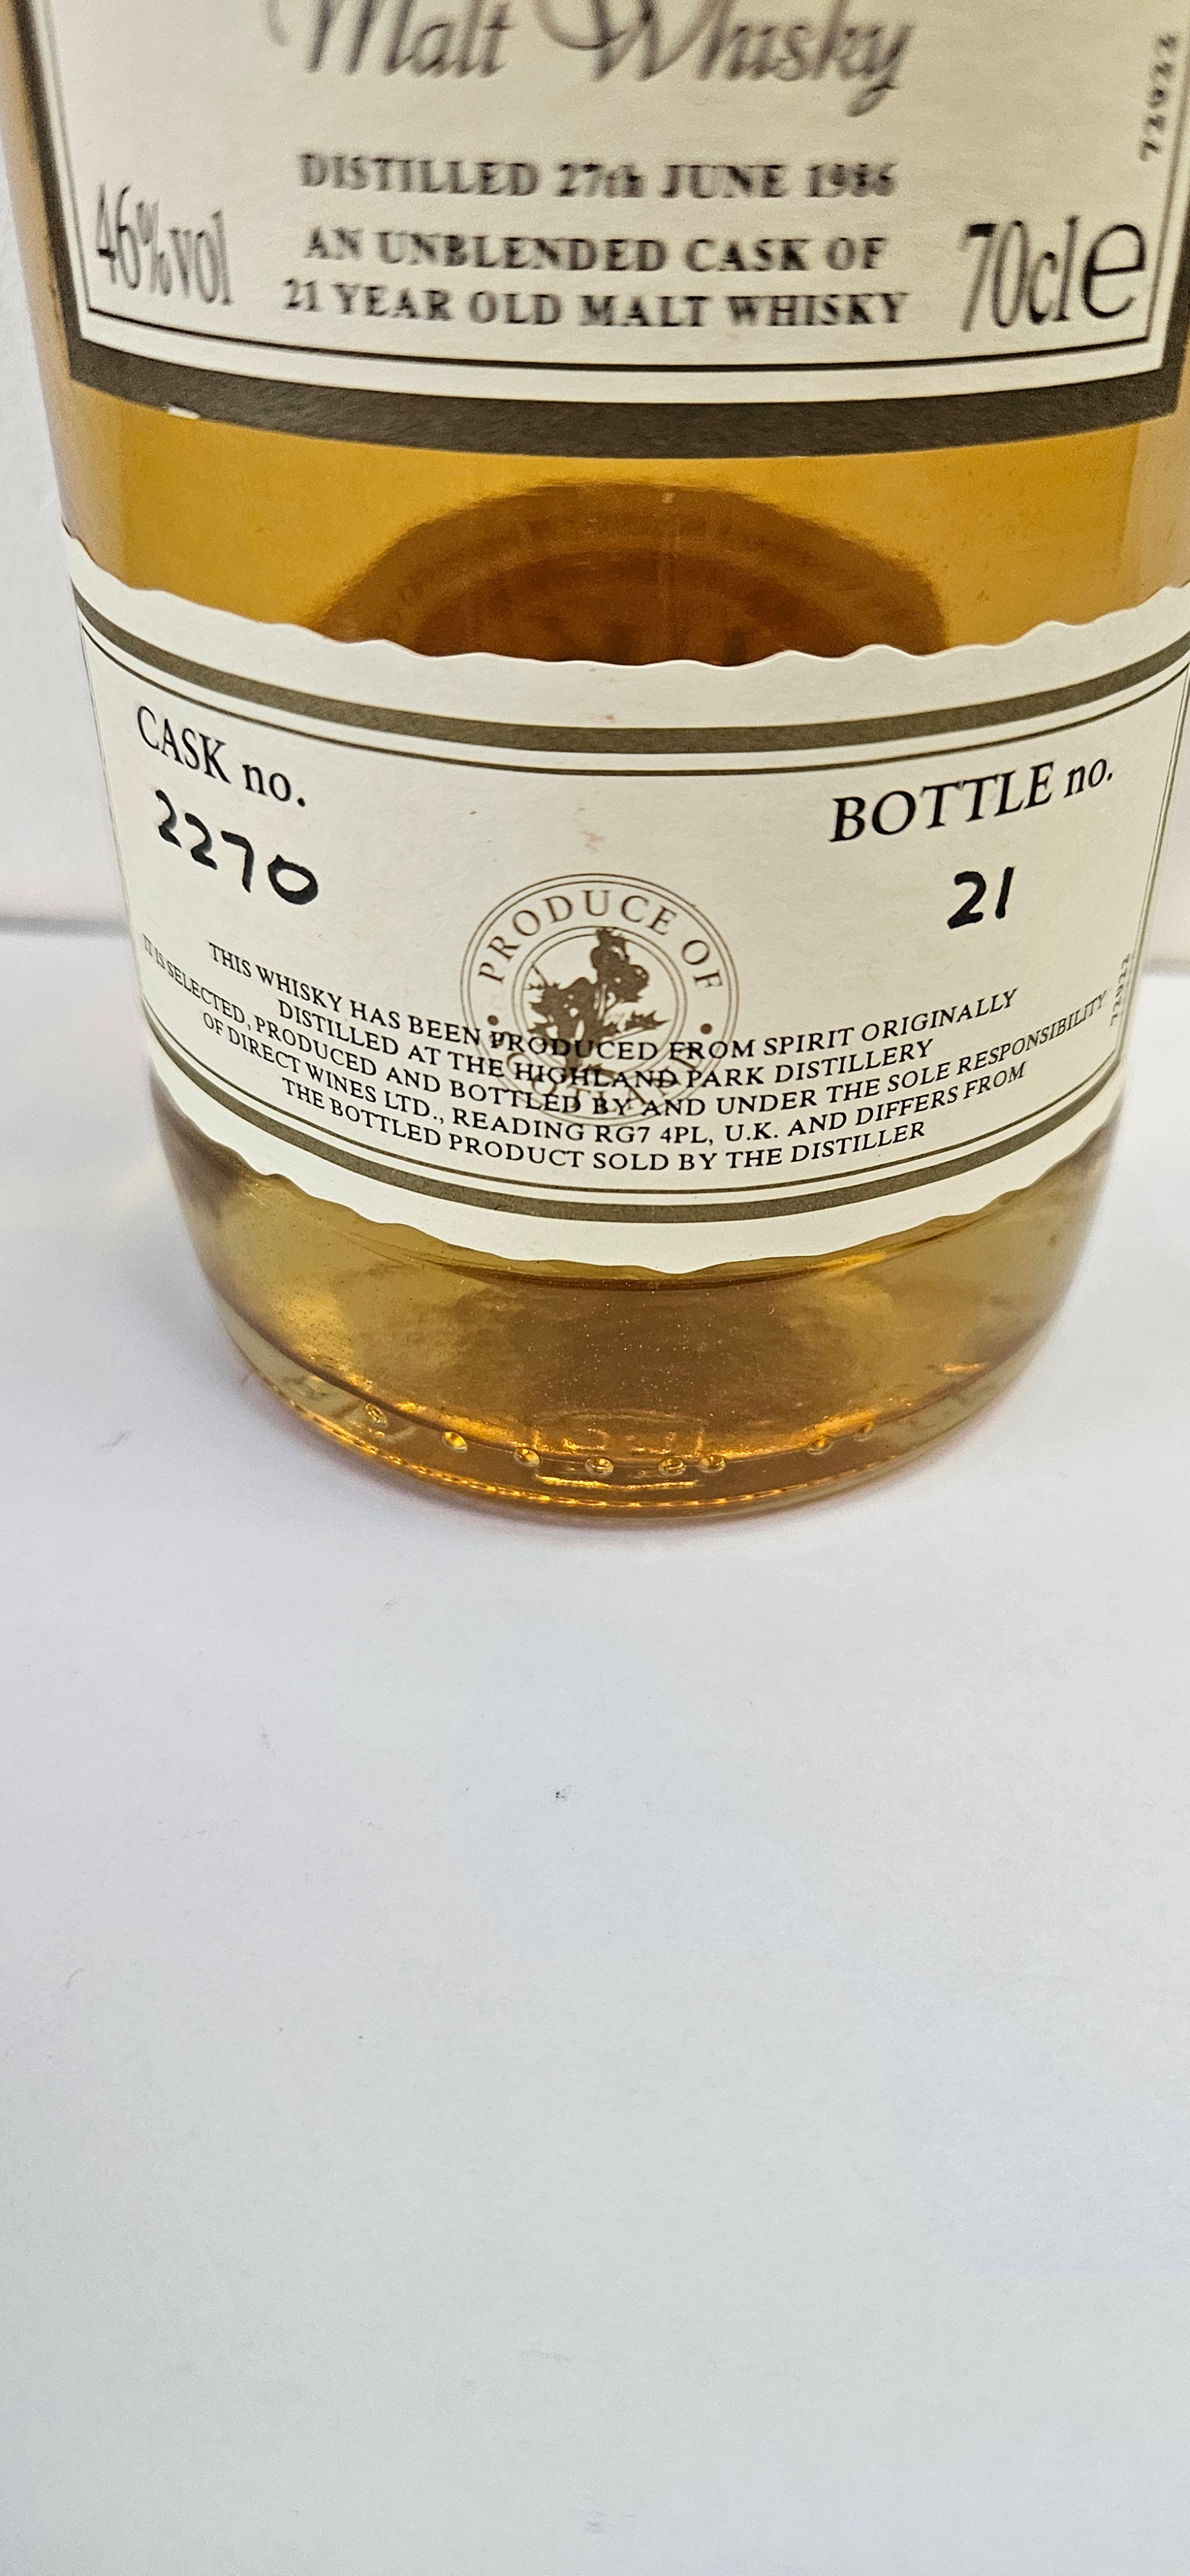 Malt Whisky
72922
DISTILLED 27th JUNE 1986
46%vol
AN UNBLENDED CASK OF
21 YEAR OLD MALT WHISKY
70cl e
CASK no.
2270
BOTTLE no.
21
PRODUCE OF
THIS WHISKY HAS BEEN PRODUCED FROM SPIRIT ORIGINALLY
DISTILLED AT THE HIGHLAND PARK DISTILLERY
IT IS SELECTED, PRODUCED AND BOTTLED BY AND UNDER THE SOLE RESPONSIBILITY
OF DIRECT WINES LTD., READING RG7 4PL, U.K. AND DIFFERS FROM
THE BOTTLED PRODUCT SOLD BY THE DISTILLER
72922